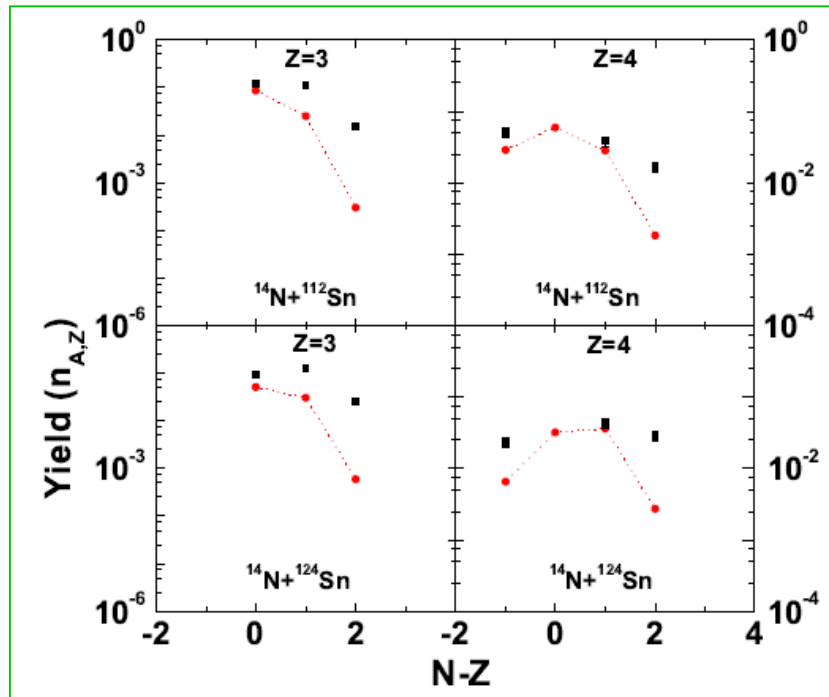 10⁰
Z=3
Z=4
10⁰
10⁻³
10⁻²
¹⁴N+¹¹²Sn
¹⁴N+¹¹²Sn
10⁻⁶
10⁻⁴
Z=3
Z=4
Yield (n_A,Z)
10⁻³
10⁻²
¹⁴N+¹²⁴Sn
¹⁴N+¹²⁴Sn
10⁻⁶
10⁻⁴
-2 0 2 -2 0 2 4
N-Z